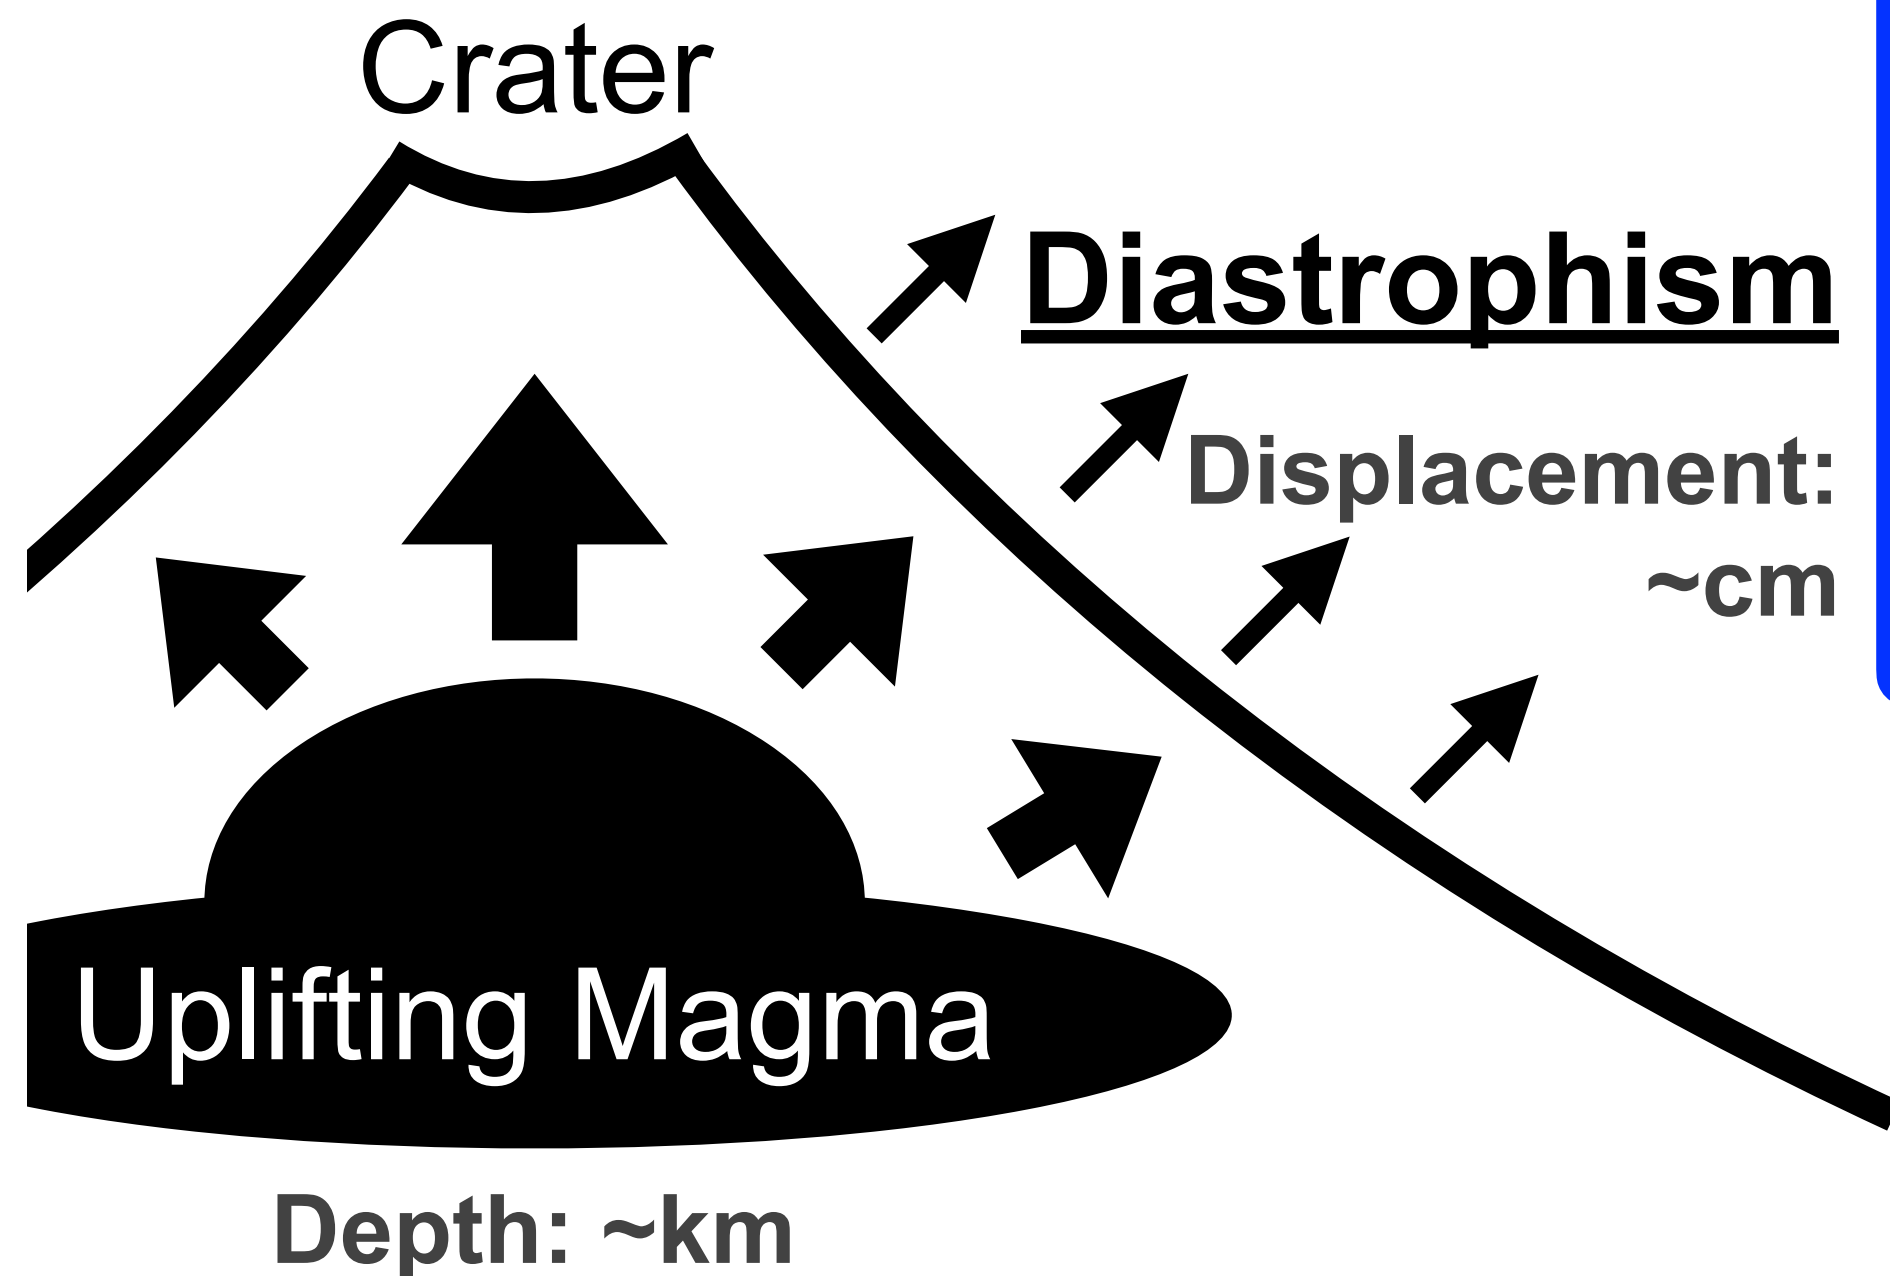 Crater
Diastrophism
Displacement:
~cm
Uplifting Magma
Depth: ~km